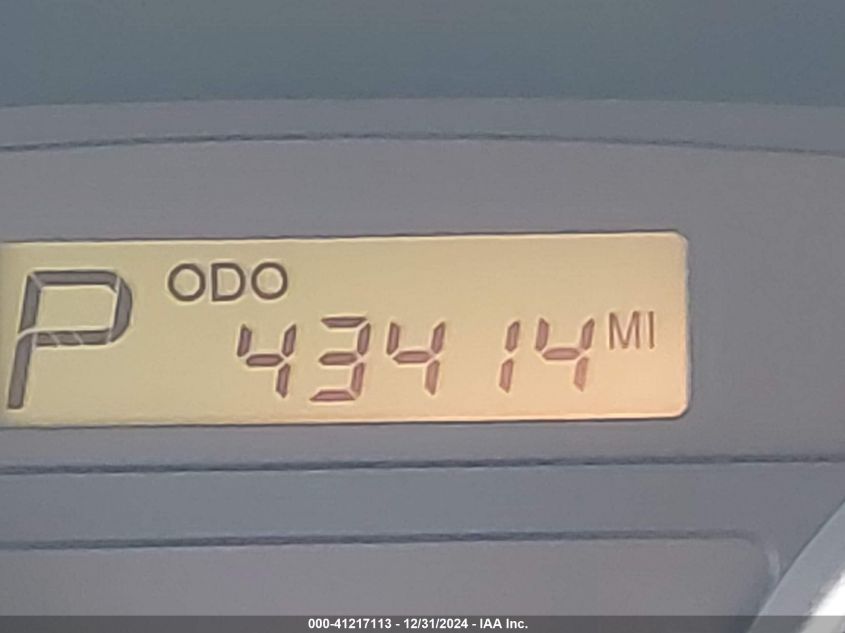 P ODO
43414 MI
000-41217113 - 12/31/2024 - IAA Inc.